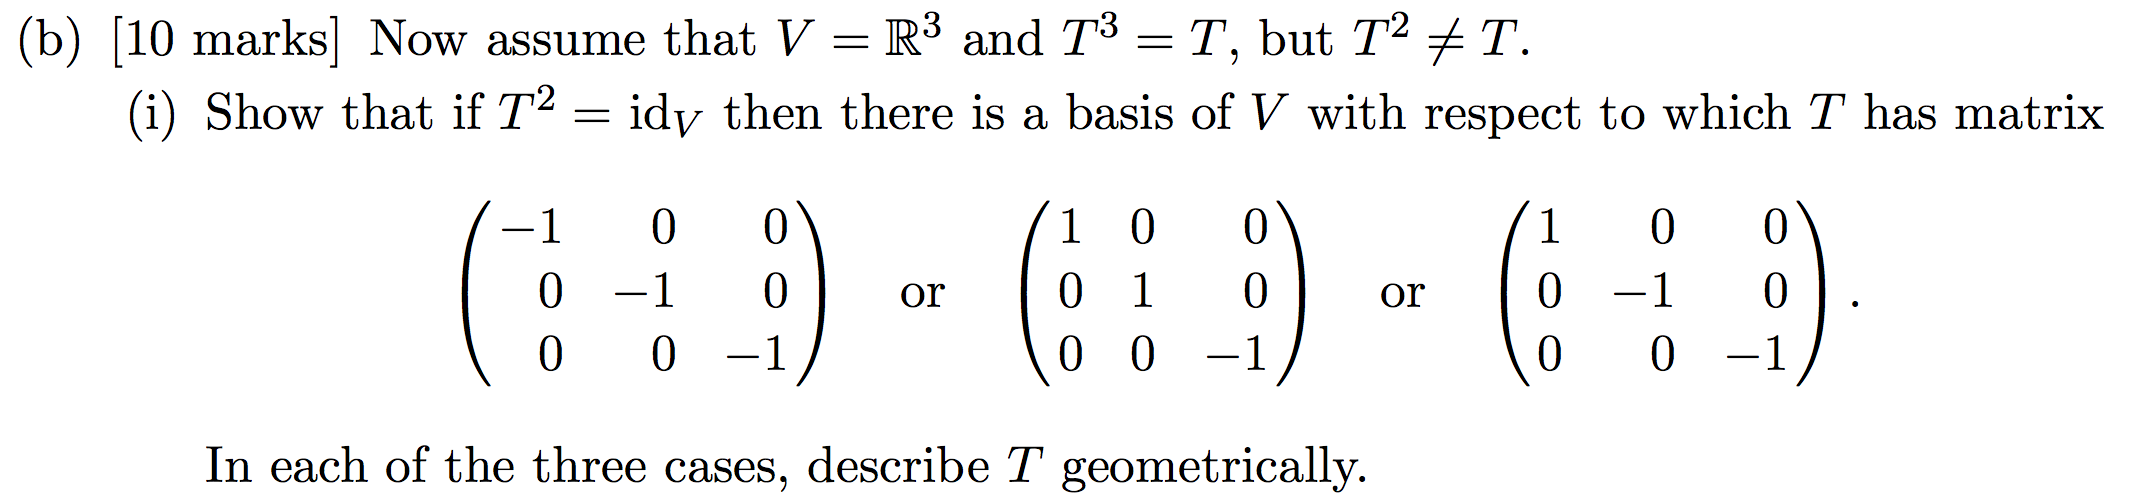 (b) [10 marks] Now assume that V = ℝ³ and T³ = T, but T² ≠ T.
(i) Show that if T² = id_V then there is a basis of V with respect to which T has matrix
(−1 0 0; 0 −1 0; 0 0 −1) or (1 0 0; 0 1 0; 0 0 −1) or (1 0 0; 0 −1 0; 0 0 −1).
In each of the three cases, describe T geometrically.